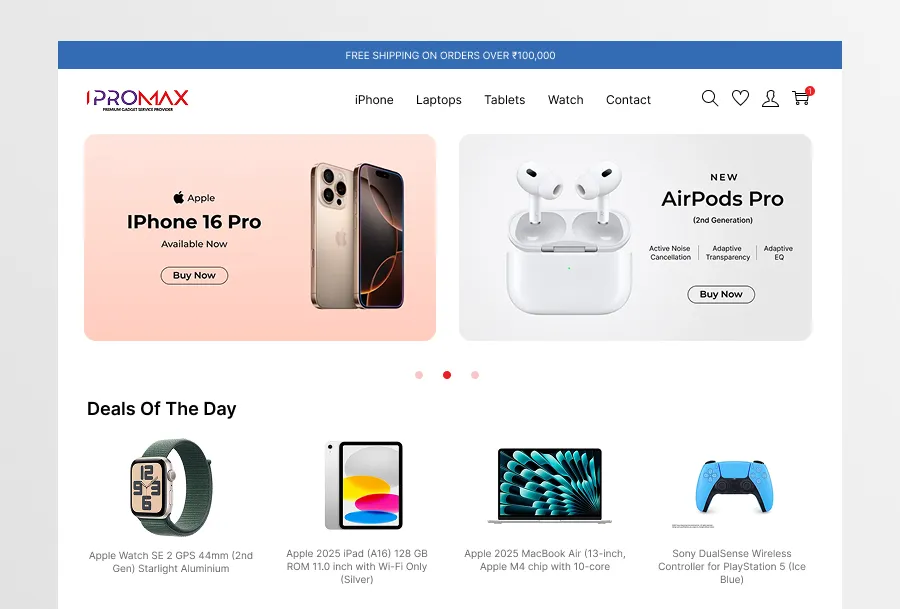 FREE SHIPPING ON ORDERS OVER ₹100,000
IPROMAX
PREMIUM GADGET SERVICE PROVIDER
iPhone
Laptops
Tablets
Watch
Contact
1
Apple
IPhone 16 Pro
Available Now
Buy Now
NEW
AirPods Pro
(2nd Generation)
Active Noise
Cancellation
Adaptive
Transparency
Adaptive
EQ
Buy Now
Deals Of The Day
12
9
3
6
Apple Watch SE 2 GPS 44mm (2nd
Gen) Starlight Aluminium
Apple 2025 iPad (A16) 128 GB
ROM 11.0 inch with Wi-Fi Only
(Silver)
Apple 2025 MacBook Air (13-inch,
Apple M4 chip with 10-core
Sony DualSense Wireless
Controller for PlayStation 5 (Ice
Blue)